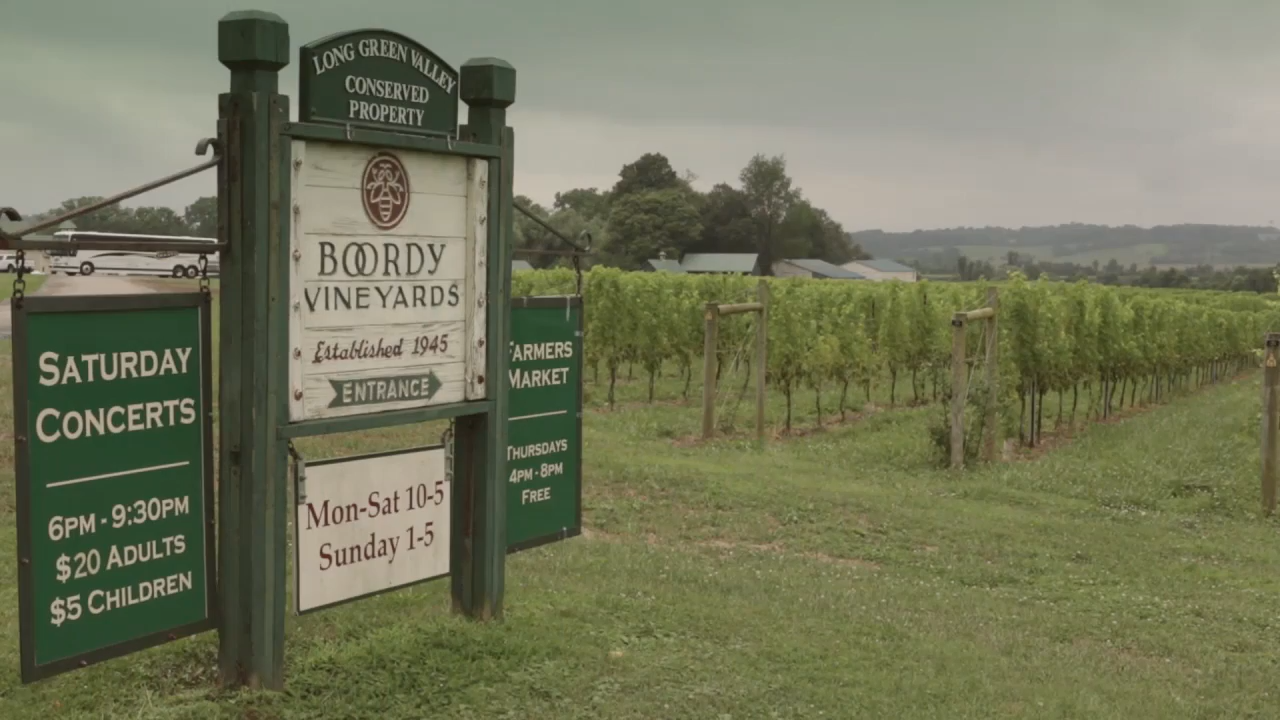 LONG GREEN VALLEY
CONSERVED
PROPERTY
BOORDY
VINEYARDS
Established 1945
ENTRANCE
Mon-Sat 10-5
Sunday 1-5
SATURDAY
CONCERTS
6PM - 9:30PM
$20 ADULTS
$5 CHILDREN
FARMERS
MARKET
THURSDAYS
4PM - 8PM
FREE